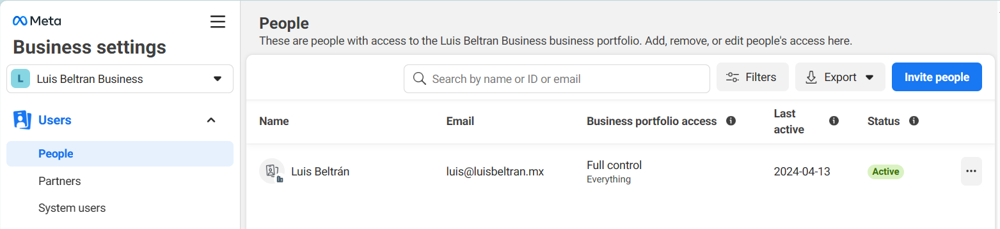 Meta
Business settings
L Luis Beltran Business
Users
People
Partners
System users
People
These are people with access to the Luis Beltran Business business portfolio. Add, remove, or edit people's access here.
Search by name or ID or email
Filters
Export
Invite people
Name Email Business portfolio access Last active Status
Luis Beltrán luis@luisbeltran.mx Full control 2024-04-13 Active
Everything